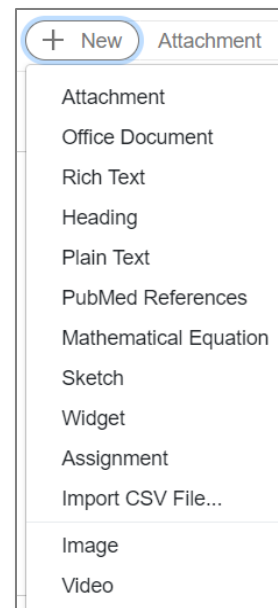 + New Attachment
Attachment
Office Document
Rich Text
Heading
Plain Text
PubMed References
Mathematical Equation
Sketch
Widget
Assignment
Import CSV File...
Image
Video